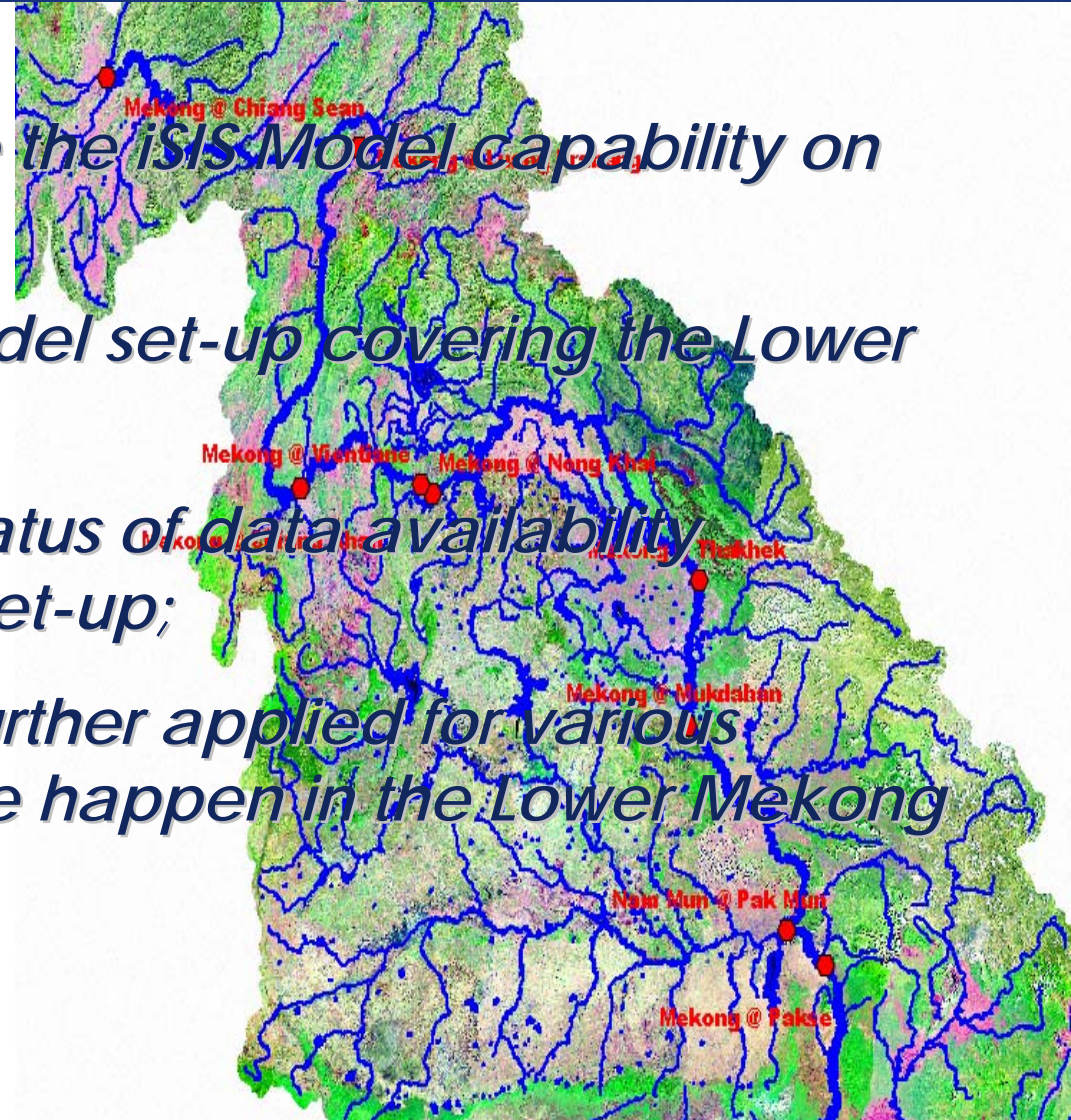 Mekong @ Chiang Sean
the iSIS Model capability on
Mekong @
del set-up covering the Lower
Mekong @ Vientiane
Mekong @ Nong Khai
atus of data availability
Mekong
Thakhek
et-up;
Mekong @ Mukdahan
urther applied for various
e happen in the Lower Mekong
Nam Mun @ Pak Mun
Mekong @ Pakse